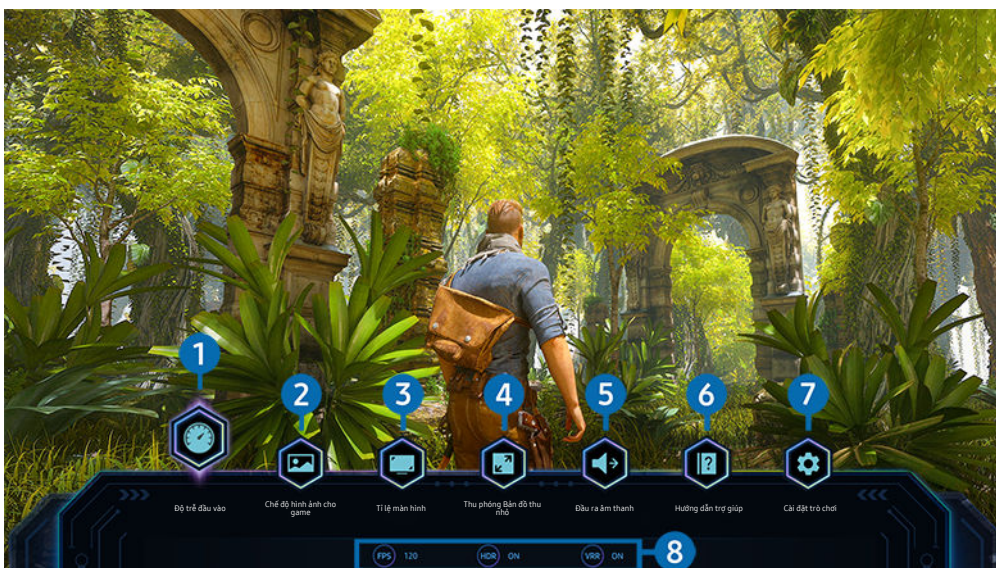 1
2
3
4
5
6
7
Độ trễ đầu vào
Chế độ hình ảnh cho
game
Tỉ lệ màn hình
Thu phóng Bản đồ thu
nhỏ
Đầu ra âm thanh
Hướng dẫn trợ giúp
Cài đặt trò chơi
FPS 120 HDR ON VRR ON 8